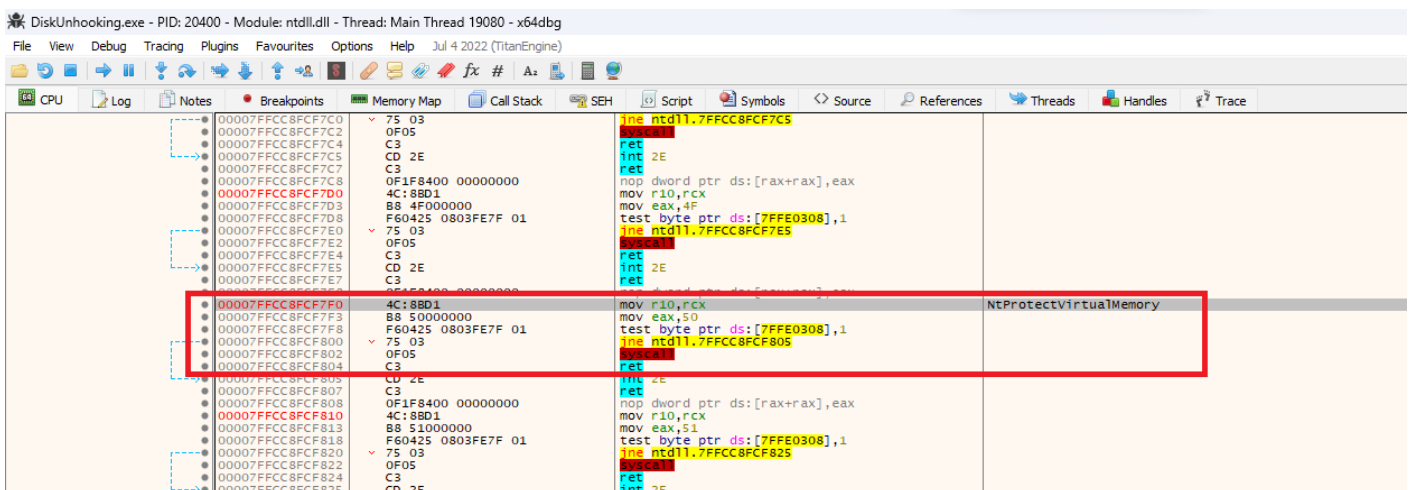 DiskUnhooking.exe - PID: 20400 - Module: ntdll.dll - Thread: Main Thread 19080 - x64dbg
File View Debug Tracing Plugins Favourites Options Help Jul 4 2022 (TitanEngine)
CPU Log Notes Breakpoints Memory Map Call Stack SEH Script Symbols Source References Threads Handles Trace
00007FFCC8FCF7C0 75 03 jne ntdll.7FFCC8FCF7C5
00007FFCC8FCF7C2 0F05 syscall
00007FFCC8FCF7C4 C3 ret
00007FFCC8FCF7C5 CD 2E int 2E
00007FFCC8FCF7C7 C3 ret
00007FFCC8FCF7C8 0F1F8400 00000000 nop dword ptr ds:[rax+rax],eax
00007FFCC8FCF7D0 4C:8BD1 mov r10,rcx
00007FFCC8FCF7D3 B8 4F000000 mov eax,4F
00007FFCC8FCF7D8 F60425 0803FE7F 01 test byte ptr ds:[7FFE0308],1
00007FFCC8FCF7E0 75 03 jne ntdll.7FFCC8FCF7E5
00007FFCC8FCF7E2 0F05 syscall
00007FFCC8FCF7E4 C3 ret
00007FFCC8FCF7E5 CD 2E int 2E
00007FFCC8FCF7E7 C3 ret
00007FFCC8FCF7F0 4C:8BD1 mov r10,rcx NtProtectVirtualMemory
00007FFCC8FCF7F3 B8 50000000 mov eax,50
00007FFCC8FCF7F8 F60425 0803FE7F 01 test byte ptr ds:[7FFE0308],1
00007FFCC8FCF800 75 03 jne ntdll.7FFCC8FCF805
00007FFCC8FCF802 0F05 syscall
00007FFCC8FCF804 C3 ret
00007FFCC8FCF805 CD 2E int 2E
00007FFCC8FCF807 C3 ret
00007FFCC8FCF808 0F1F8400 00000000 nop dword ptr ds:[rax+rax],eax
00007FFCC8FCF810 4C:8BD1 mov r10,rcx
00007FFCC8FCF813 B8 51000000 mov eax,51
00007FFCC8FCF818 F60425 0803FE7F 01 test byte ptr ds:[7FFE0308],1
00007FFCC8FCF820 75 03 jne ntdll.7FFCC8FCF825
00007FFCC8FCF822 0F05 syscall
00007FFCC8FCF824 C3 ret
00007FFCC8FCF825 CD 2E int 2E